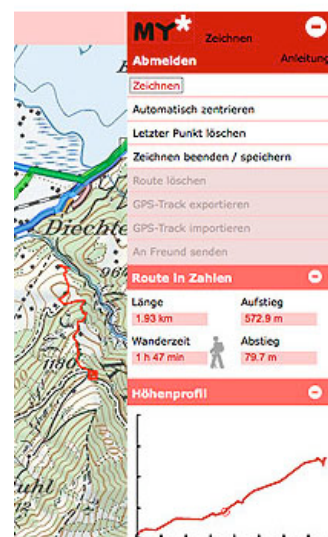 MY* Zeichnen
Abmelden Anleitung
Zeichnen
Automatisch zentrieren
Letzter Punkt löschen
Zeichnen beenden / speichern
Route löschen
GPS-Track exportieren
GPS-Track importieren
An Freund senden
Route in Zahlen
Länge Aufstieg
1.93 km 572.9 m
Wanderzeit Abstieg
1 h 47 min 79.7 m
Höhenprofil
Diechte
1180